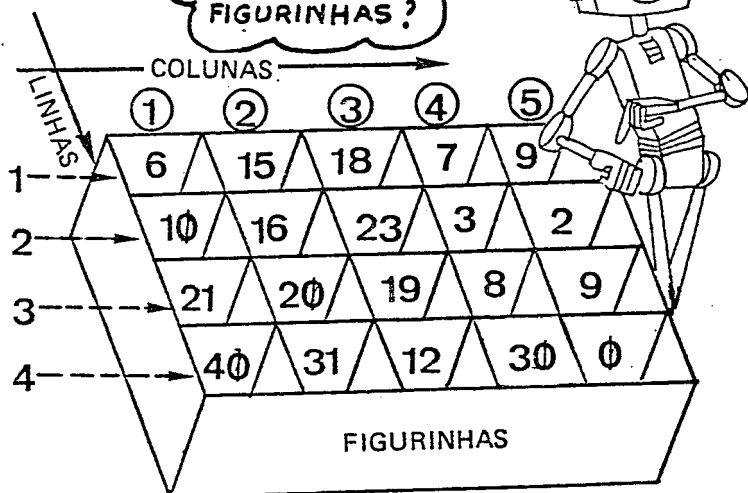 FIGURINHAS?
COLUNAS
LINHAS
1 2 3 4 5
1 6 15 18 7 9
2 10 16 23 3 2
3 21 20 19 8 9
4 40 31 12 30 0
FIGURINHAS